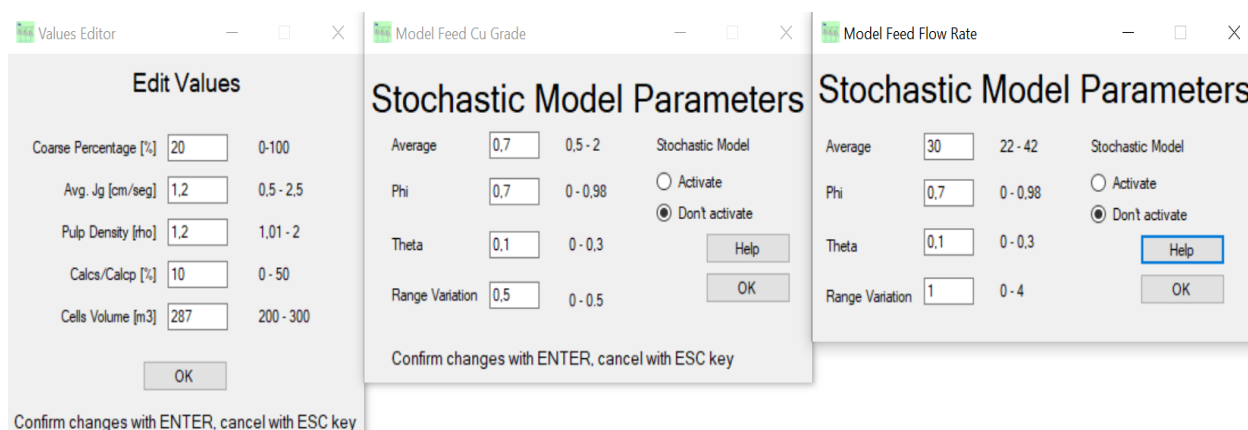 Values Editor
Edit Values
Coarse Percentage [%] 20 0-100
Avg. Jg [cm/seg] 1,2 0,5 - 2,5
Pulp Density [rho] 1,2 1,01 - 2
Calcs/Calcp [%] 10 0 - 50
Cells Volume [m3] 287 200 - 300
OK
Confirm changes with ENTER, cancel with ESC key
Model Feed Cu Grade
Stochastic Model Parameters
Average 0,7 0,5 - 2 Stochastic Model
Phi 0,7 0 - 0,98 Activate
Don't activate
Theta 0,1 0 - 0,3 Help
Range Variation 0,5 0 - 0.5 OK
Confirm changes with ENTER, cancel with ESC key
Model Feed Flow Rate
Stochastic Model Parameters
Average 30 22 - 42 Stochastic Model
Phi 0,7 0 - 0,98 Activate
Don't activate
Theta 0,1 0 - 0,3 Help
Range Variation 1 0 - 4 OK